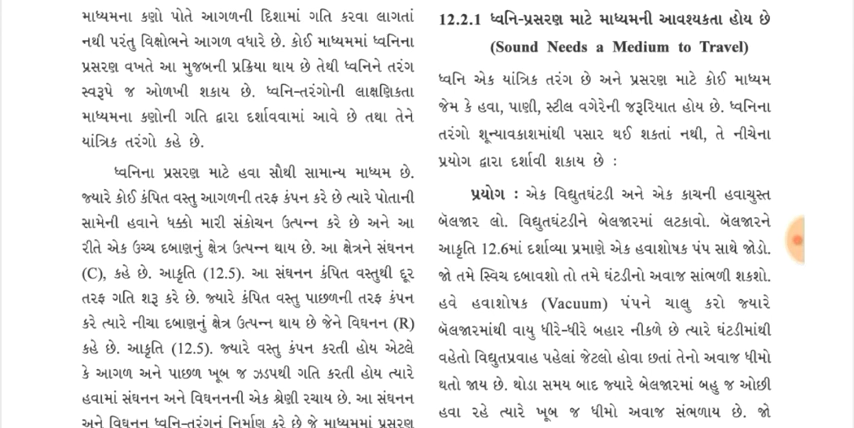 માધ્યમના કણો પોતે આગળની દિશામાં ગતિ કરવા લાગતાં
નથી પરંતુ વિક્ષોભને આગળ વધારે છે. કોઈ માધ્યમમાં ધ્વનિના
પ્રસરણ વખતે આ મુજબની પ્રક્રિયા થાય છે તેથી ધ્વનિને તરંગ
સ્વરૂપે જ ઓળખી શકાય છે. ધ્વનિ-તરંગોની લાક્ષણિકતા
માધ્યમના કણોની ગતિ દ્વારા દર્શાવવામાં આવે છે તથા તેને
યાંત્રિક તરંગો કહે છે.
ધ્વનિના પ્રસરણ માટે હવા સૌથી સામાન્ય માધ્યમ છે.
જ્યારે કોઈ કંપિત વસ્તુ આગળની તરફ કંપન કરે છે ત્યારે પોતાની
સામેની હવાને ધક્કો મારી સંકોચન ઉત્પન્ન કરે છે અને આ
રીતે એક ઉચ્ચ દબાણનું ક્ષેત્ર ઉત્પન્ન થાય છે. આ ક્ષેત્રને સંઘનન
(C), કહે છે. આકૃતિ (12.5). આ સંઘનન કંપિત વસ્તુથી દૂર
તરફ ગતિ શરૂ કરે છે. જ્યારે કંપિત વસ્તુ પાછળની તરફ કંપન
કરે ત્યારે નીચા દબાણનું ક્ષેત્ર ઉત્પન્ન થાય છે જેને વિઘનન (R)
કહે છે. આકૃતિ (12.5). જ્યારે વસ્તુ કંપન કરતી હોય એટલે
કે આગળ અને પાછળ ખૂબ જ ઝડપથી ગતિ કરતી હોય ત્યારે
હવામાં સંઘનન અને વિઘનનની એક શ્રેણી રચાય છે. આ સંઘનન
અને વિઘનન ધ્વનિ-તરંગનું નિર્માણ કરે છે જે માધ્યમમાં પ્રસરણ
12.2.1 ધ્વનિ-પ્રસરણ માટે માધ્યમની આવશ્યકતા હોય છે
(Sound Needs a Medium to Travel)
ધ્વનિ એક યાંત્રિક તરંગ છે અને પ્રસરણ માટે કોઈ માધ્યમ
જેમ કે હવા, પાણી, સ્ટીલ વગેરેની જરૂરિયાત હોય છે. ધ્વનિના
તરંગો શૂન્યાવકાશમાંથી પસાર થઈ શકતાં નથી, તે નીચેના
પ્રયોગ દ્વારા દર્શાવી શકાય છે :
પ્રયોગ : એક વિદ્યુતઘંટડી અને એક કાચની હવાચુસ્ત
બૅલજાર લો. વિદ્યુતઘંટડીને બેલજારમાં લટકાવો. બૅલજારને
આકૃતિ 12.6માં દર્શાવ્યા પ્રમાણે એક હવાશોષક પંપ સાથે જોડો.
જો તમે સ્વિચ દબાવશો તો તમે ઘંટડીનો અવાજ સાંભળી શકશો.
હવે હવાશોષક (Vacuum) પંપને ચાલુ કરો જ્યારે
બૅલજારમાંથી વાયુ ધીરે-ધીરે બહાર નીકળે છે ત્યારે ઘંટડીમાંથી
વહેતો વિદ્યુતપ્રવાહ પહેલાં જેટલો હોવા છતાં તેનો અવાજ ધીમો
થતો જાય છે. થોડા સમય બાદ જ્યારે બેલજારમાં બહુ જ ઓછી
હવા રહે ત્યારે ખૂબ જ ધીમો અવાજ સંભળાય છે. જો